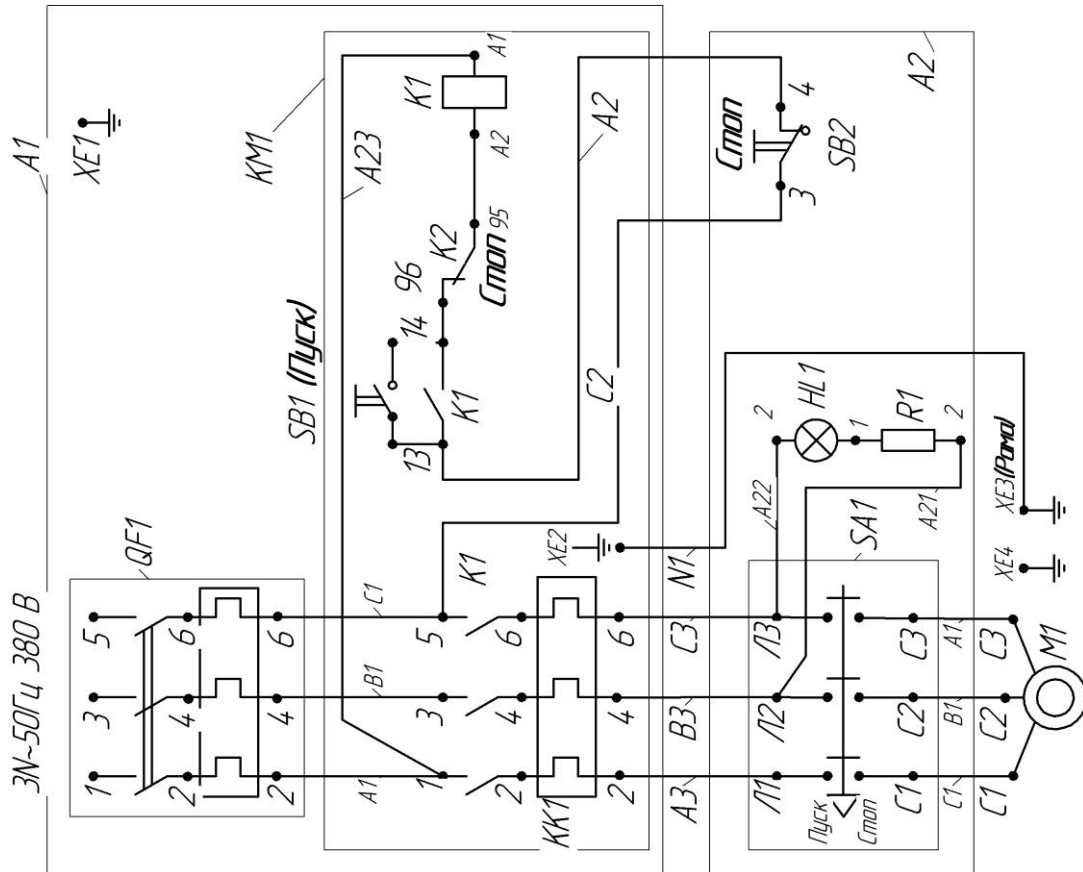 3N~50Гц 380 В
A1
XE1
QF1
1
3
5
2
4
6
2
4
6
A1
B1
C1
KM1
A23
SB1 (Пуск)
13
14
96
K1
K2
Стоп 95
A2
K1
A1
A2
C2
1
3
5
K1
2
4
6
KK1
2
4
6
XE2
A3
B3
C3
N1
A2
Стоп
3
4
SB2
A22
2
HL1
1
R1
2
A21
SA1
Л1
Л2
Л3
Пуск
Стоп
C1
C2
C3
C1
B1
A1
C1
C2
C3
M1
XE4
XE3(Рама)